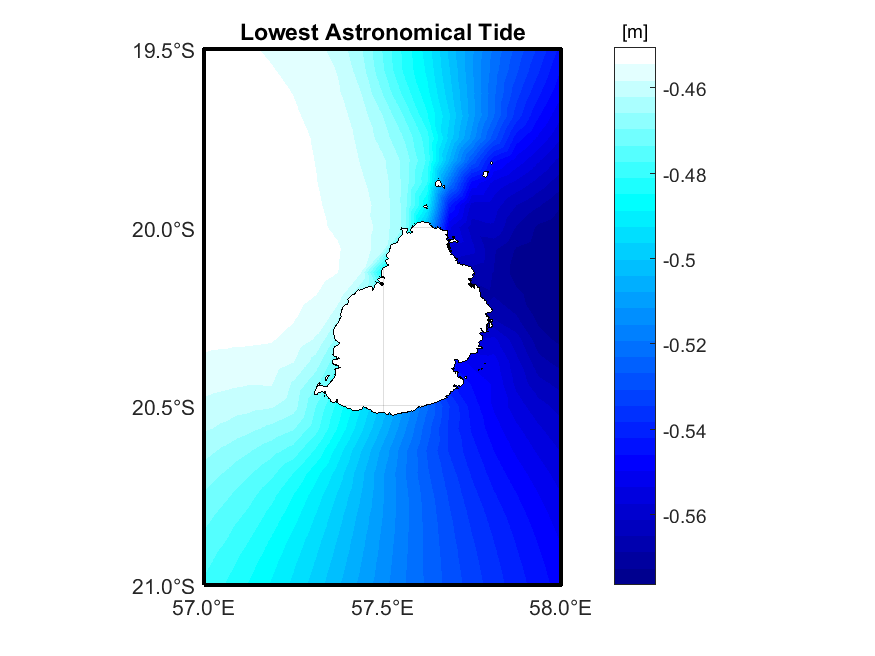 Lowest Astronomical Tide
[m]
19.5°S
20.0°S
20.5°S
21.0°S
57.0°E
57.5°E
58.0°E
-0.46
-0.48
-0.5
-0.52
-0.54
-0.56